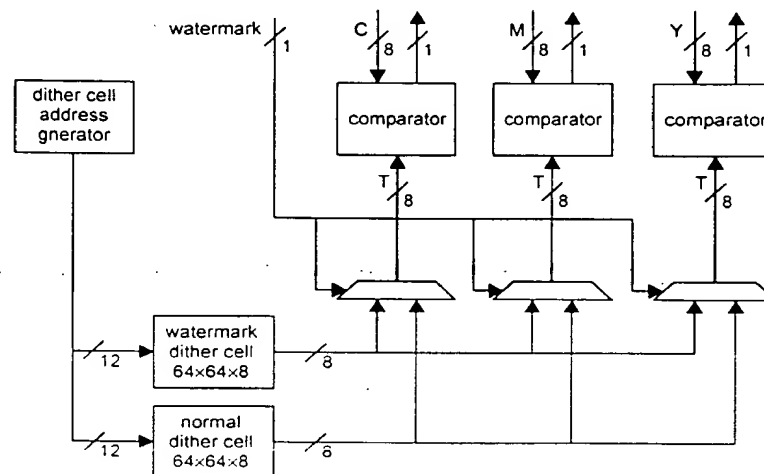 watermark
1
C
8
1
M
8
1
Y
8
1
dither cell
address
gnerator
comparator
comparator
comparator
T
8
T
8
T
8
12
watermark
dither cell
64×64×8
8
12
normal
dither cell
64×64×8
6